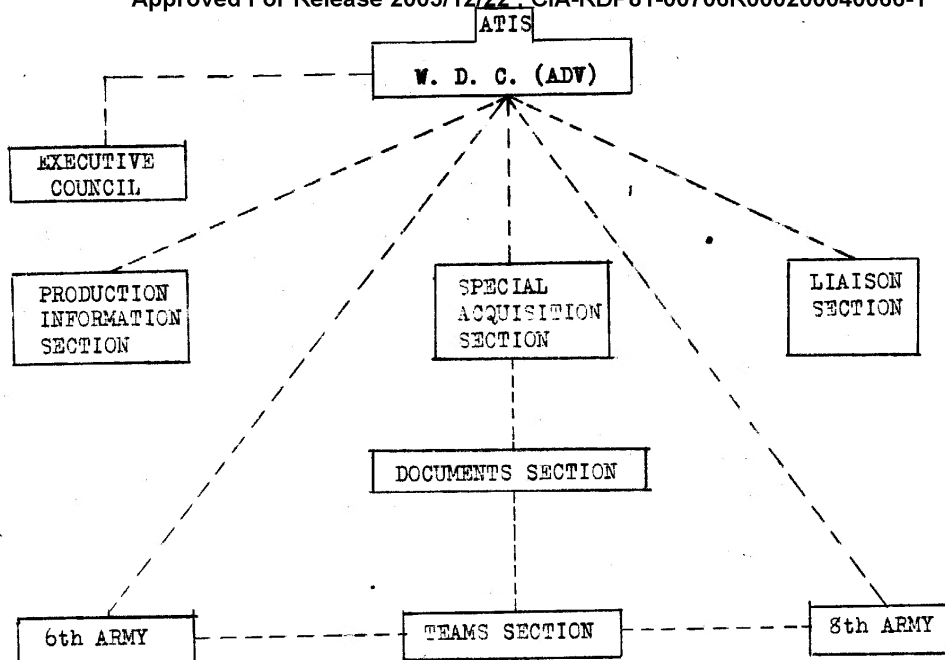 Approved For Release 2005/12/22 : CIA-RDP81-00706R000200040066-1
ATIS
W. D. C. (ADV)
EXECUTIVE
COUNCIL
PRODUCTION
INFORMATION
SECTION
SPECIAL
ACQUISITION
SECTION
LIAISON
SECTION
DOCUMENTS SECTION
6th ARMY
TEAMS SECTION
8th ARMY